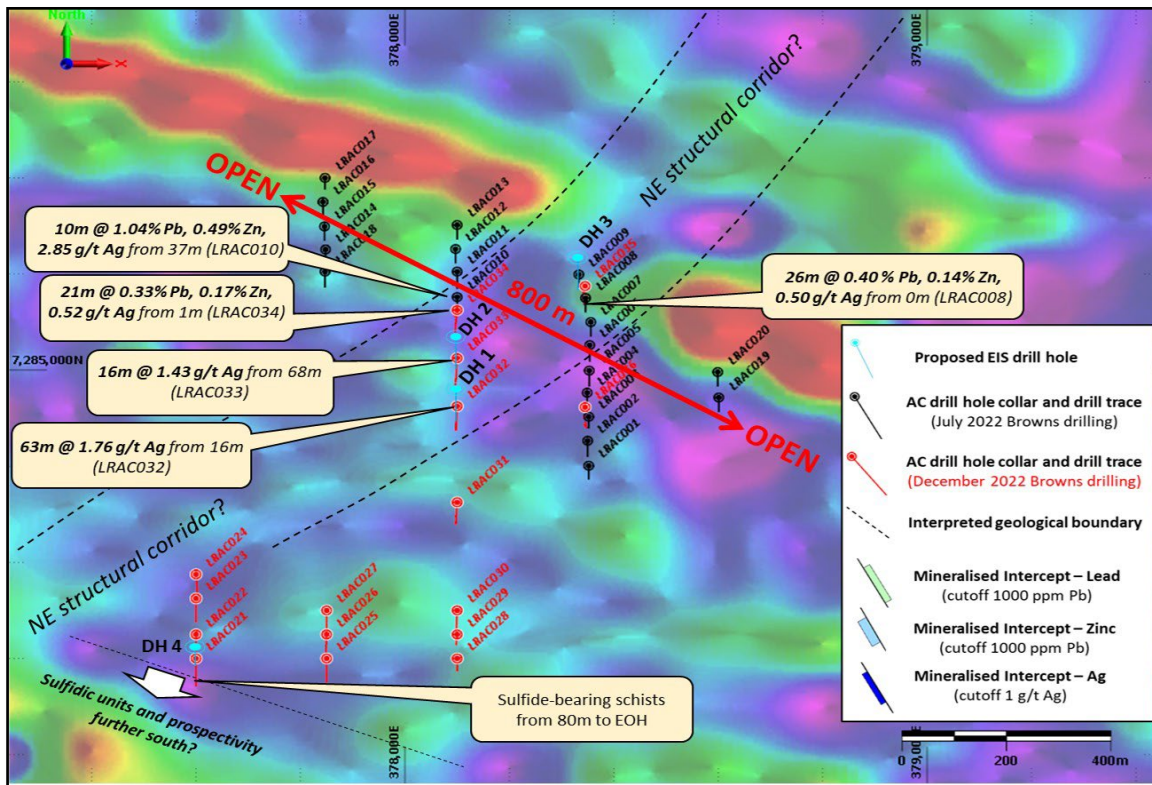 North
X
378,000E
379,000E
NE structural corridor?
OPEN
LRAC017
LRAC016
LRAC015
LRAC014
LRAC018
LRAC013
LRAC012
LRAC011
LRAC010
LRAC034
DH 2
LRAC033
DH 1
LRAC032
DH 3
LRAC009
LRAC035
LRAC008
LRAC007
LRAC005
LRAC004
LRAC002
LRAC001
LRAC020
LRAC019
800 m
OPEN
10m @ 1.04% Pb, 0.49% Zn,
2.85 g/t Ag from 37m (LRAC010)
21m @ 0.33% Pb, 0.17% Zn,
0.52 g/t Ag from 1m (LRAC034)
7,285,000N
16m @ 1.43 g/t Ag from 68m
(LRAC033)
63m @ 1.76 g/t Ag from 16m
(LRAC032)
26m @ 0.40 % Pb, 0.14% Zn,
0.50 g/t Ag from 0m (LRAC008)
LRAC031
NE structural corridor?
LRAC024
LRAC023
LRAC022
LRAC021
DH 4
LRAC027
LRAC026
LRAC025
LRAC030
LRAC029
LRAC028
Sulfidic units and prospectivity
further south?
Sulfide-bearing schists
from 80m to EOH
Proposed EIS drill hole
AC drill hole collar and drill trace
(July 2022 Browns drilling)
AC drill hole collar and drill trace
(December 2022 Browns drilling)
Interpreted geological boundary
Mineralised Intercept – Lead
(cutoff 1000 ppm Pb)
Mineralised Intercept – Zinc
(cutoff 1000 ppm Pb)
Mineralised Intercept – Ag
(cutoff 1 g/t Ag)
0 200 400m
378,000E
379,000E